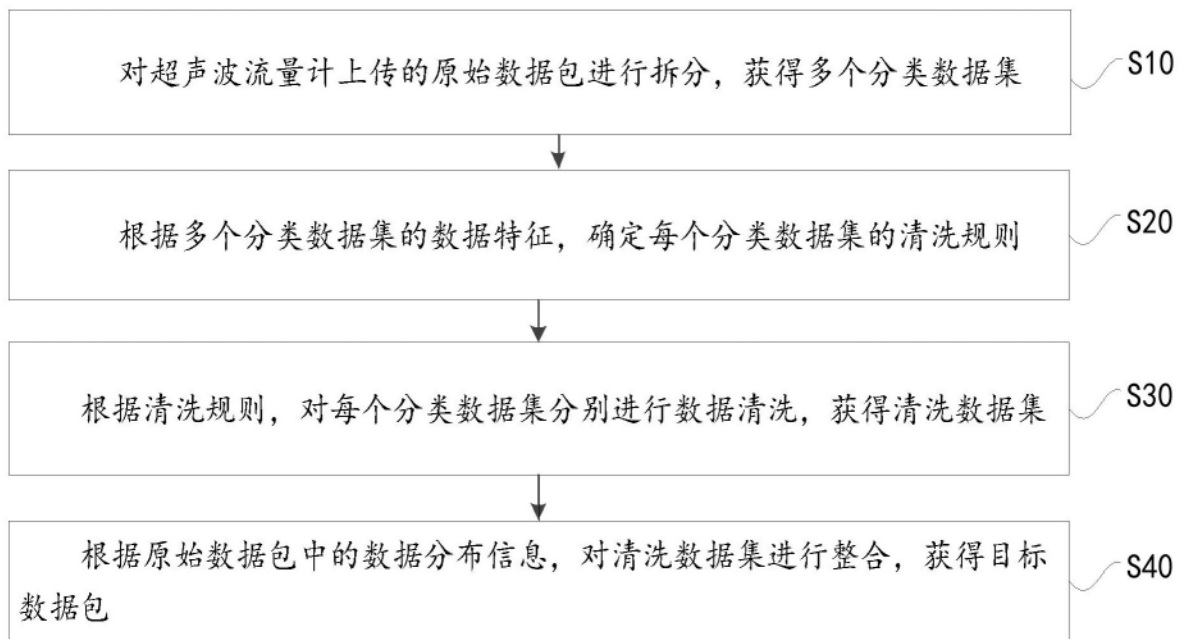 对超声波流量计上传的原始数据包进行拆分，获得多个分类数据集
S10
根据多个分类数据集的数据特征，确定每个分类数据集的清洗规则
S20
根据清洗规则，对每个分类数据集分别进行数据清洗，获得清洗数据集
S30
根据原始数据包中的数据分布信息，对清洗数据集进行整合，获得目标
数据包
S40